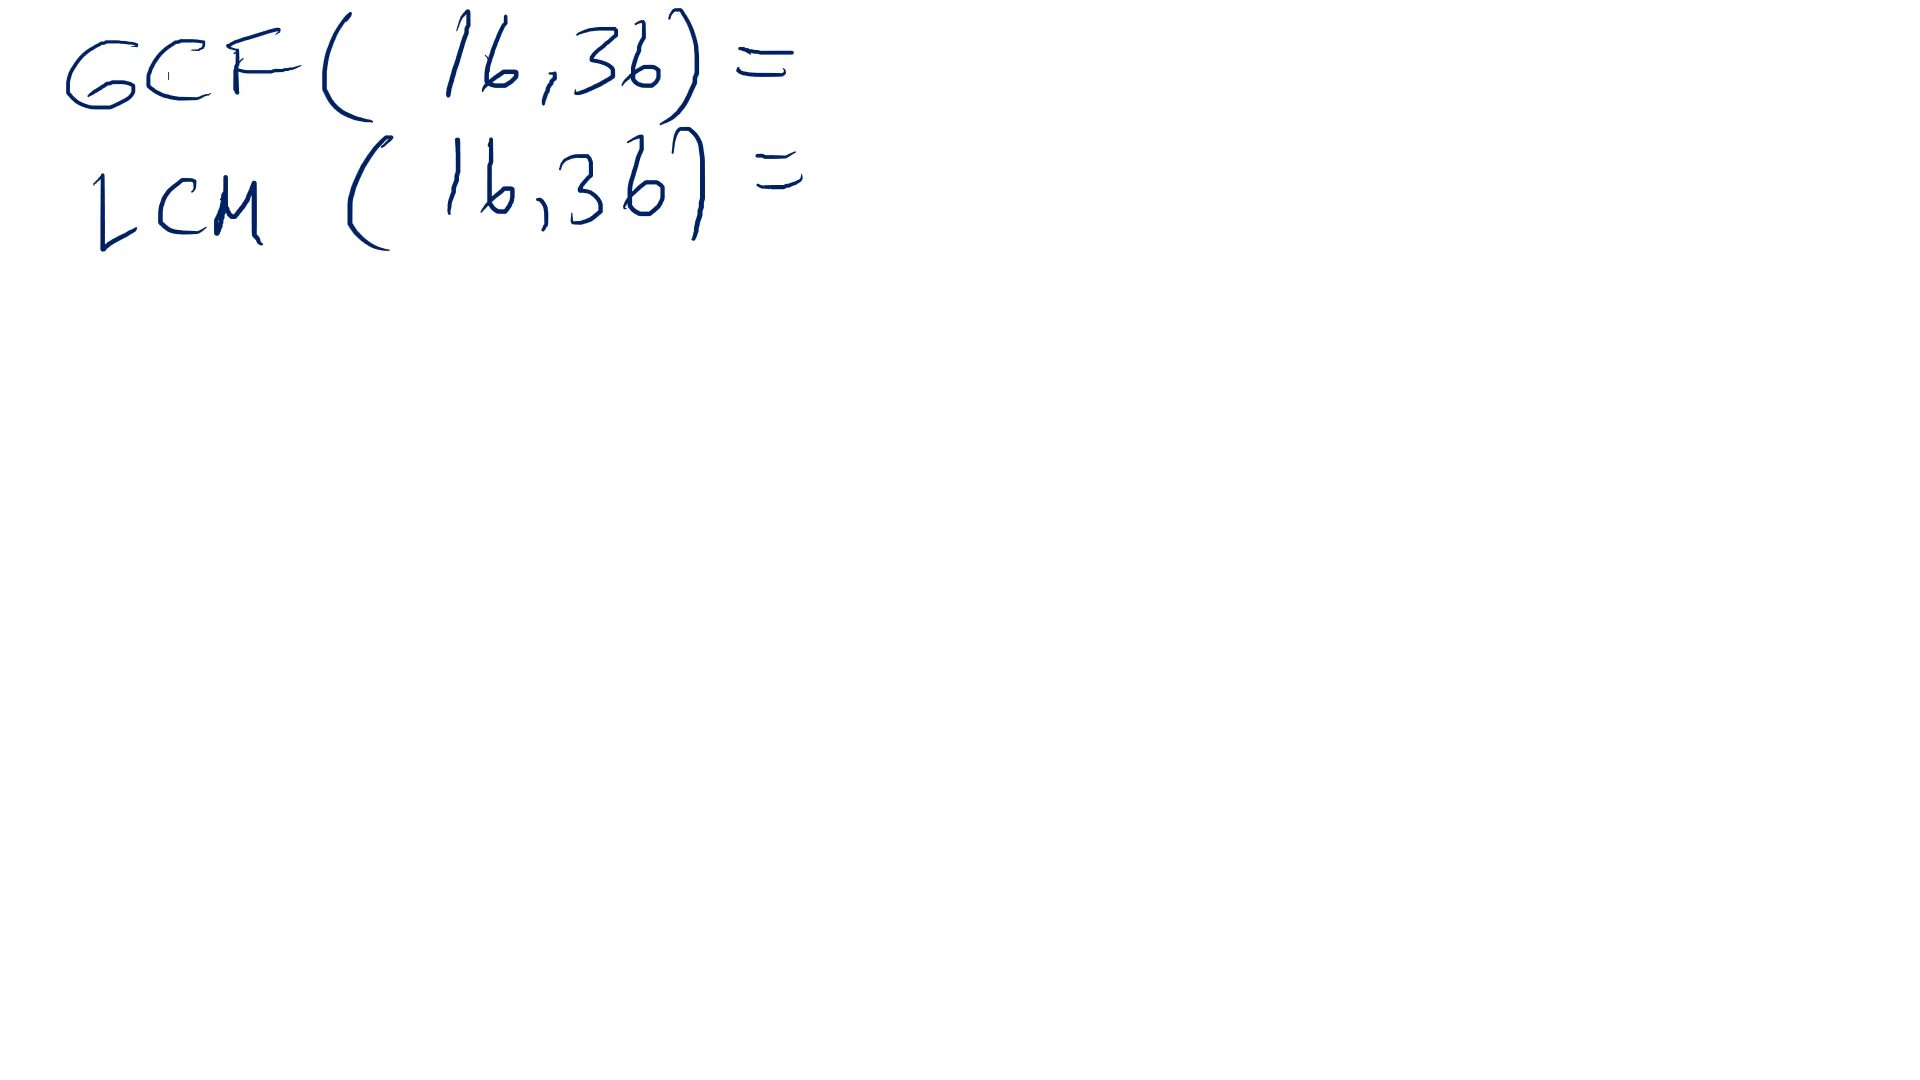 GCF( 16,36) =
LCM ( 16,36) =